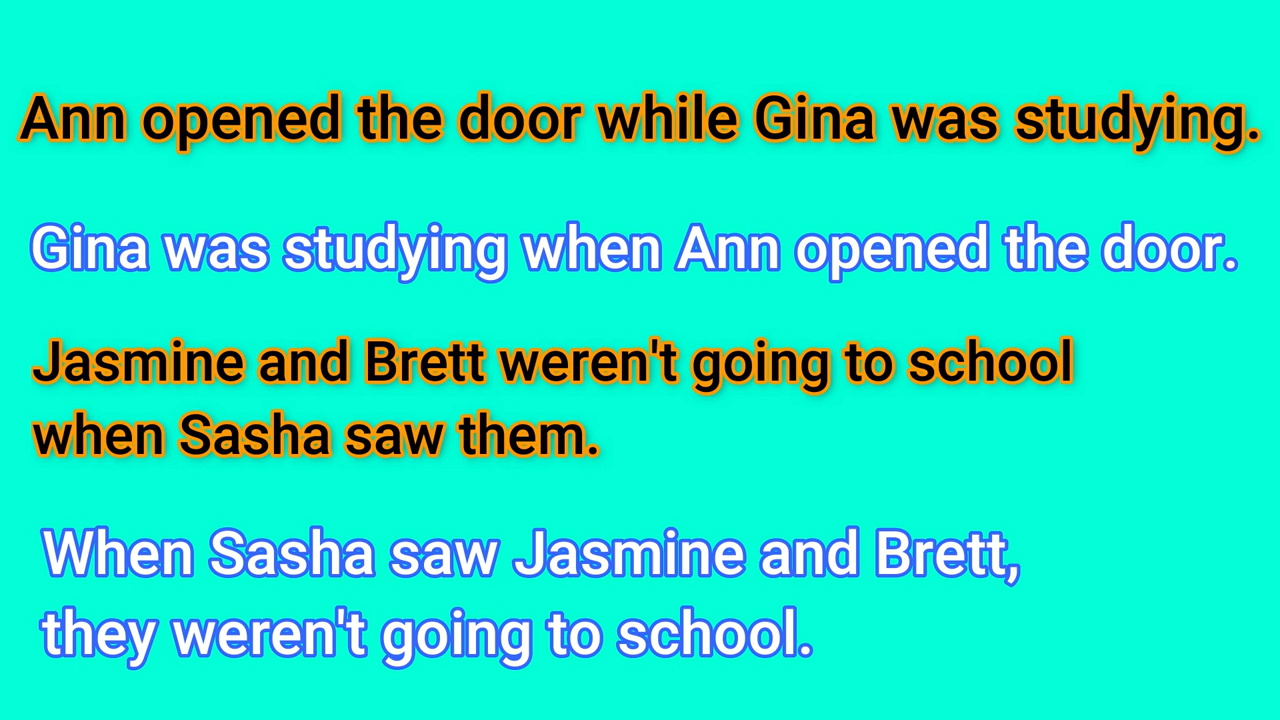 Ann opened the door while Gina was studying.
Gina was studying when Ann opened the door.
Jasmine and Brett weren't going to school
when Sasha saw them.
When Sasha saw Jasmine and Brett,
they weren't going to school.